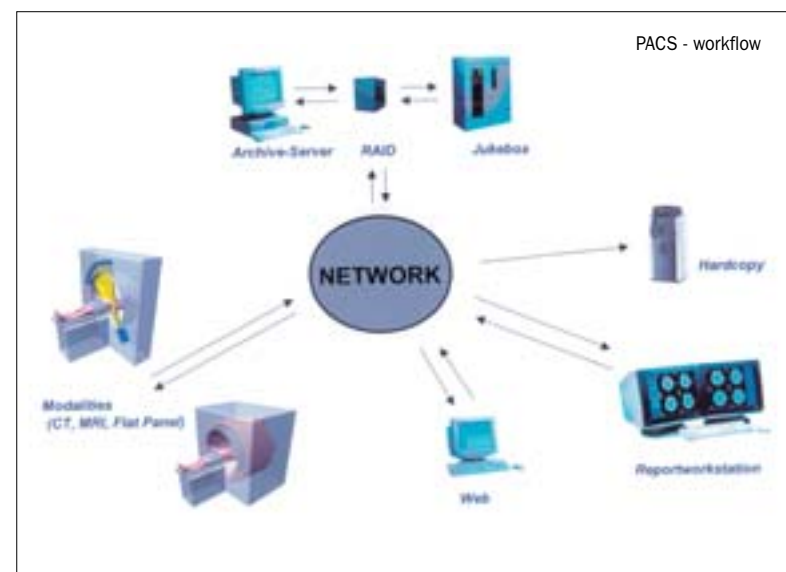 PACS - workflow
Archive-Server RAID Jukebox
NETWORK
Hardcopy
Modalities
(CT, MRI, Flat Panel)
Reportworkstation
Web